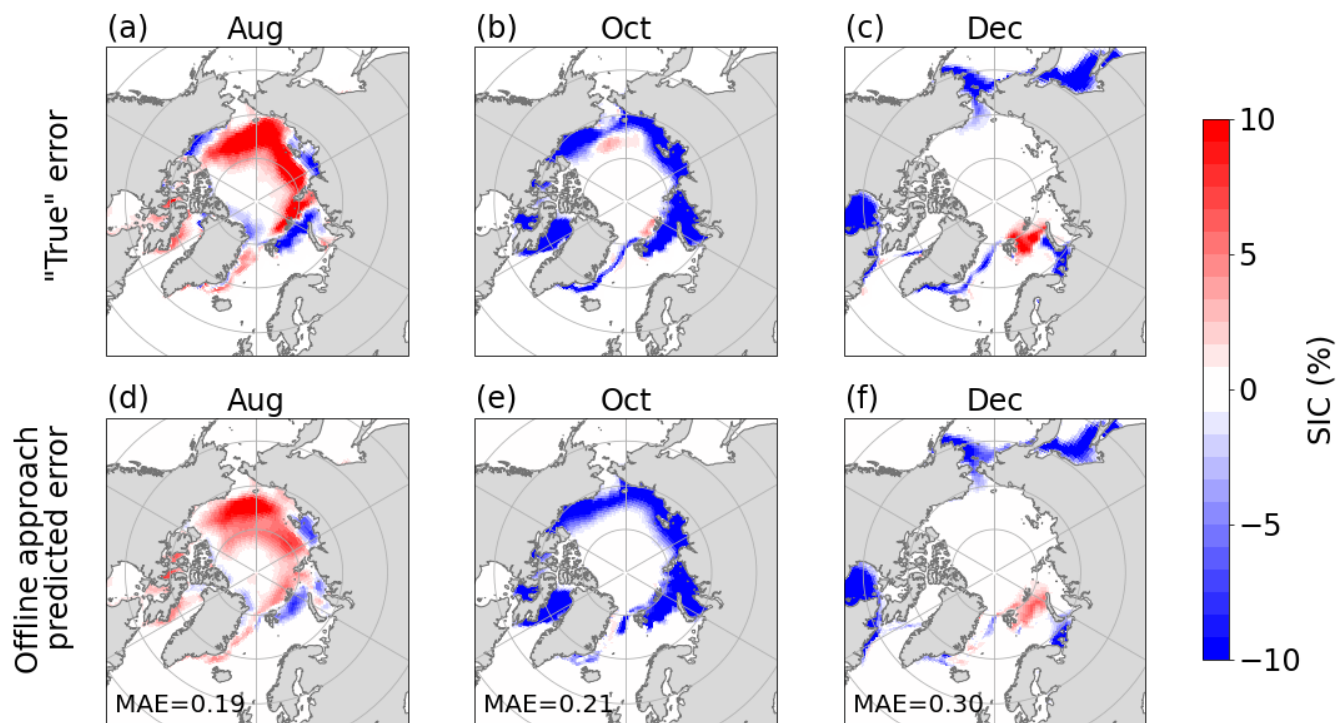 (a) Aug
(b) Oct
(c) Dec
"True" error
(d) Aug
(e) Oct
(f) Dec
Offline approach
predicted error
MAE=0.19
MAE=0.21
MAE=0.30
10
5
0
−5
−10
SIC (%)